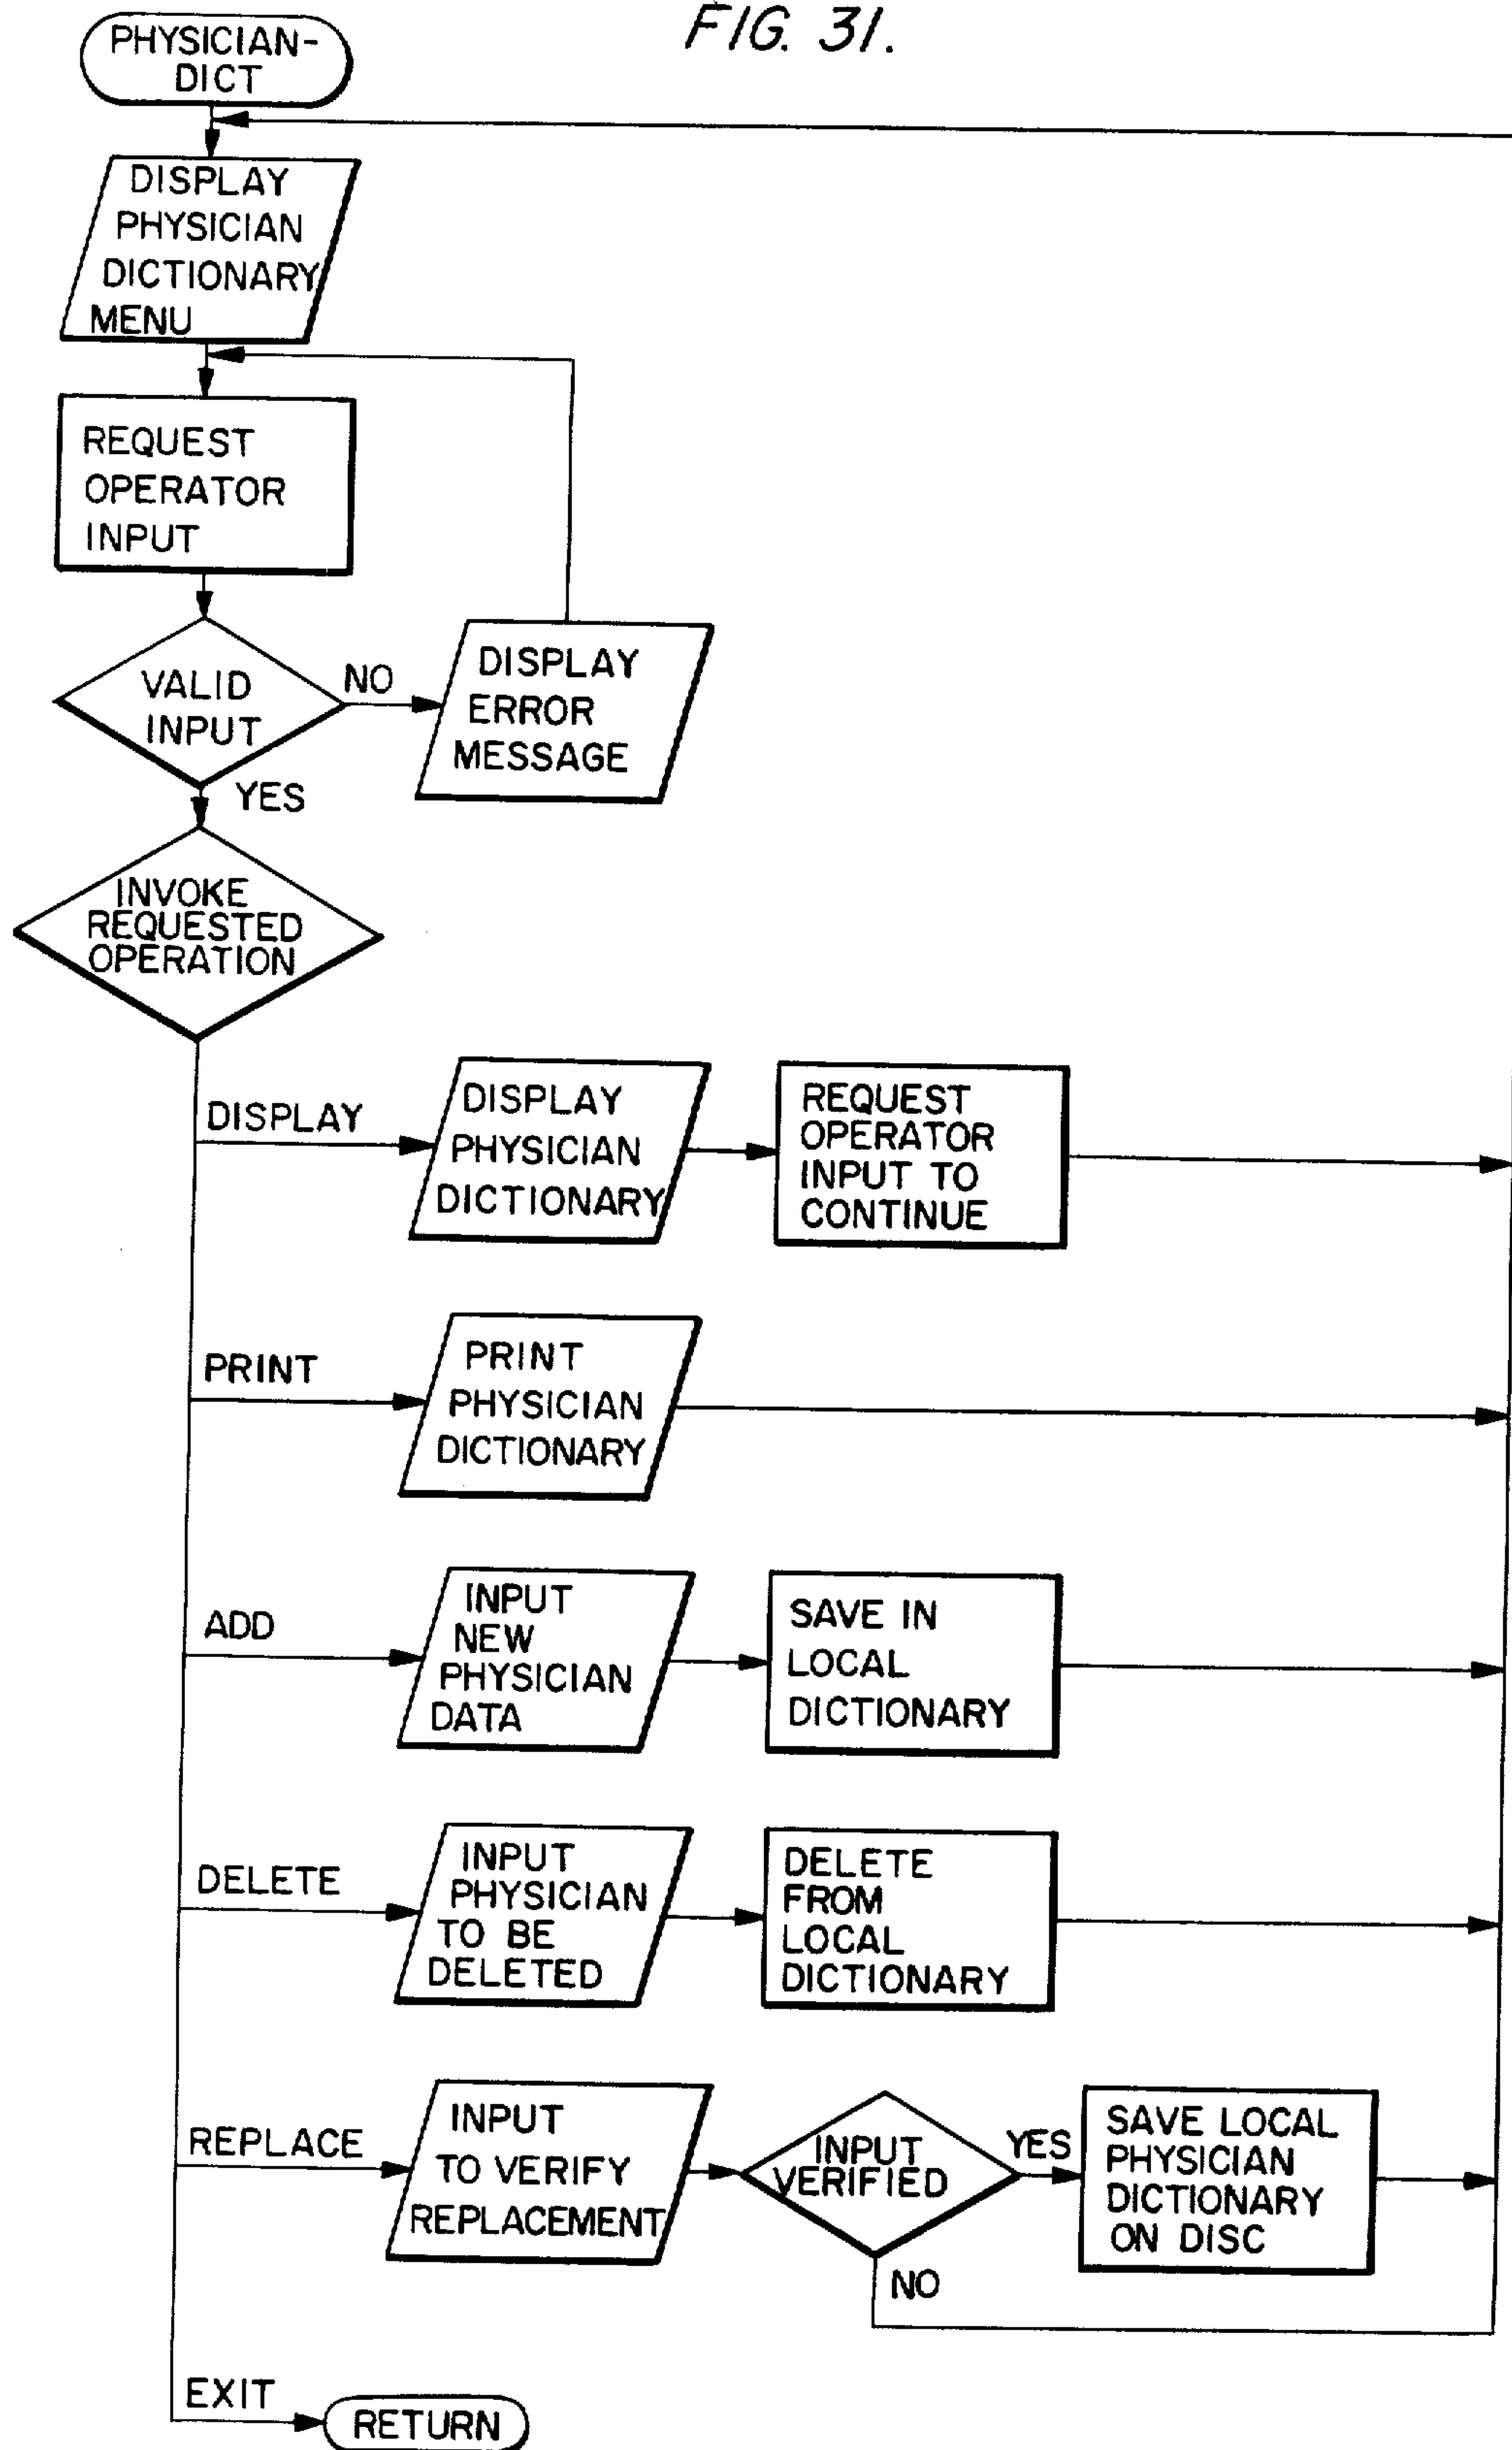 FIG. 31.
PHYSICIAN-
DICT
DISPLAY
PHYSICIAN
DICTIONARY
MENU
REQUEST
OPERATOR
INPUT
VALID
INPUT
NO
DISPLAY
ERROR
MESSAGE
YES
INVOKE
REQUESTED
OPERATION
DISPLAY
DISPLAY
PHYSICIAN
DICTIONARY
REQUEST
OPERATOR
INPUT TO
CONTINUE
PRINT
PRINT
PHYSICIAN
DICTIONARY
ADD
INPUT
NEW
PHYSICIAN
DATA
SAVE IN
LOCAL
DICTIONARY
DELETE
INPUT
PHYSICIAN
TO BE
DELETED
DELETE
FROM
LOCAL
DICTIONARY
REPLACE
INPUT
TO VERIFY
REPLACEMENT
INPUT
VERIFIED
YES
SAVE LOCAL
PHYSICIAN
DICTIONARY
ON DISC
NO
EXIT
RETURN